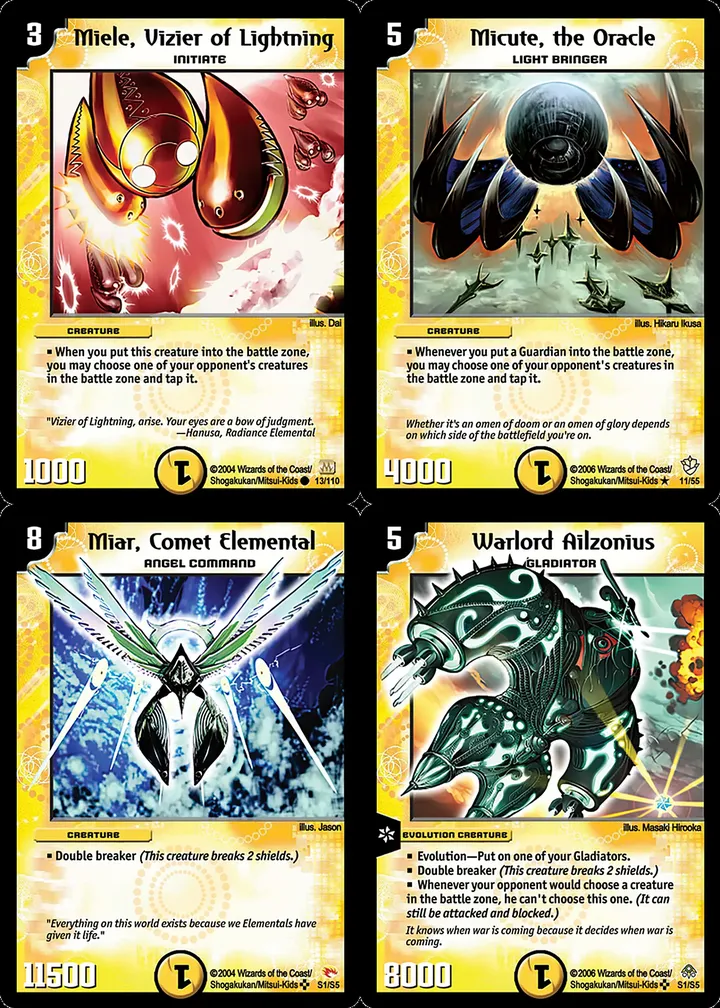 3
Miele, Vizier of Lightning
INITIATE
illus. Dai
CREATURE
▪ When you put this creature into the battle zone,
you may choose one of your opponent's creatures
in the battle zone and tap it.
"Vizier of Lightning, arise. Your eyes are a bow of judgment.
—Hanusa, Radiance Elemental
1000
1
©2004 Wizards of the Coast/
Shogakukan/Mitsui-Kids ● 13/110
5
Micute, the Oracle
LIGHT BRINGER
illus. Hikaru Ikusa
CREATURE
▪ Whenever you put a Guardian into the battle zone,
you may choose one of your opponent's creatures in
the battle zone and tap it.
Whether it's an omen of doom or an omen of glory depends
on which side of the battlefield you're on.
4000
1
©2006 Wizards of the Coast/
Shogakukan/Mitsui-Kids ★ 11/55
8
Miar, Comet Elemental
ANGEL COMMAND
illus. Jason
CREATURE
▪ Double breaker (This creature breaks 2 shields.)
"Everything on this world exists because we Elementals have
given it life."
11500
1
©2004 Wizards of the Coast/
Shogakukan/Mitsui-Kids S1/S5
5
Warlord Ailzonius
GLADIATOR
illus. Masaki Hirooka
EVOLUTION CREATURE
▪ Evolution—Put on one of your Gladiators.
▪ Double breaker (This creature breaks 2 shields.)
▪ Whenever your opponent would choose a creature
in the battle zone, he can't choose this one. (It can
still be attacked and blocked.)
It knows when war is coming because it decides when war is
coming.
8000
1
©2006 Wizards of the Coast/
Shogakukan/Mitsui-Kids S1/S5